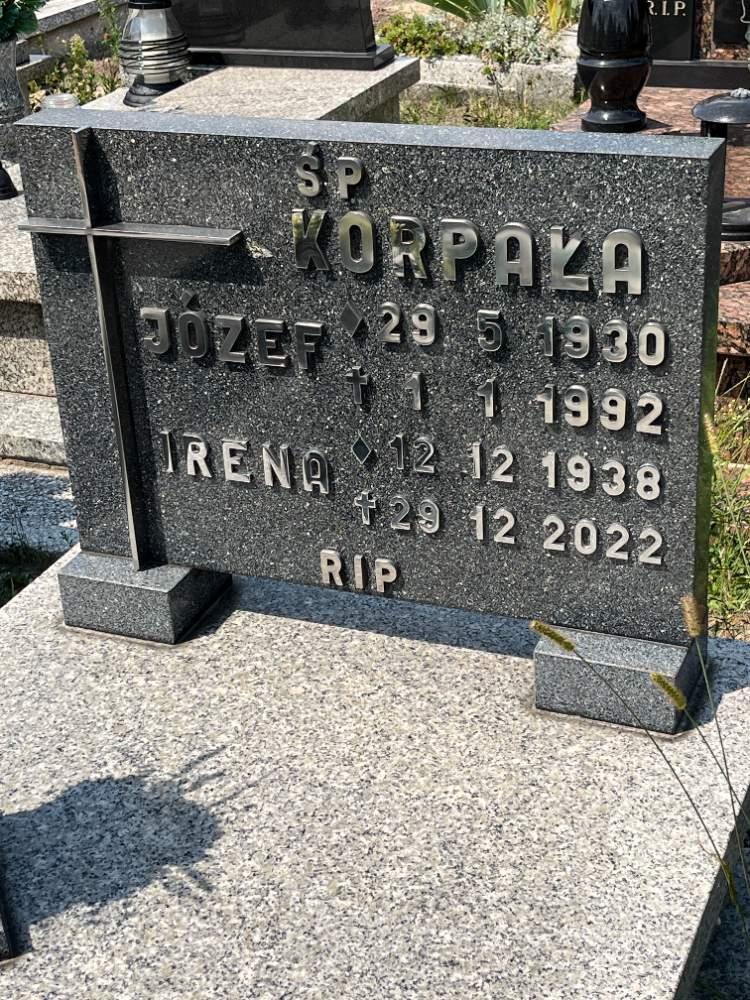 R.I.P.
ŚP
KORPAŁA
JÓZEF 29 5 1930
† 1 1 1992
IRENA 12 12 1938
† 29 12 2022
RIP